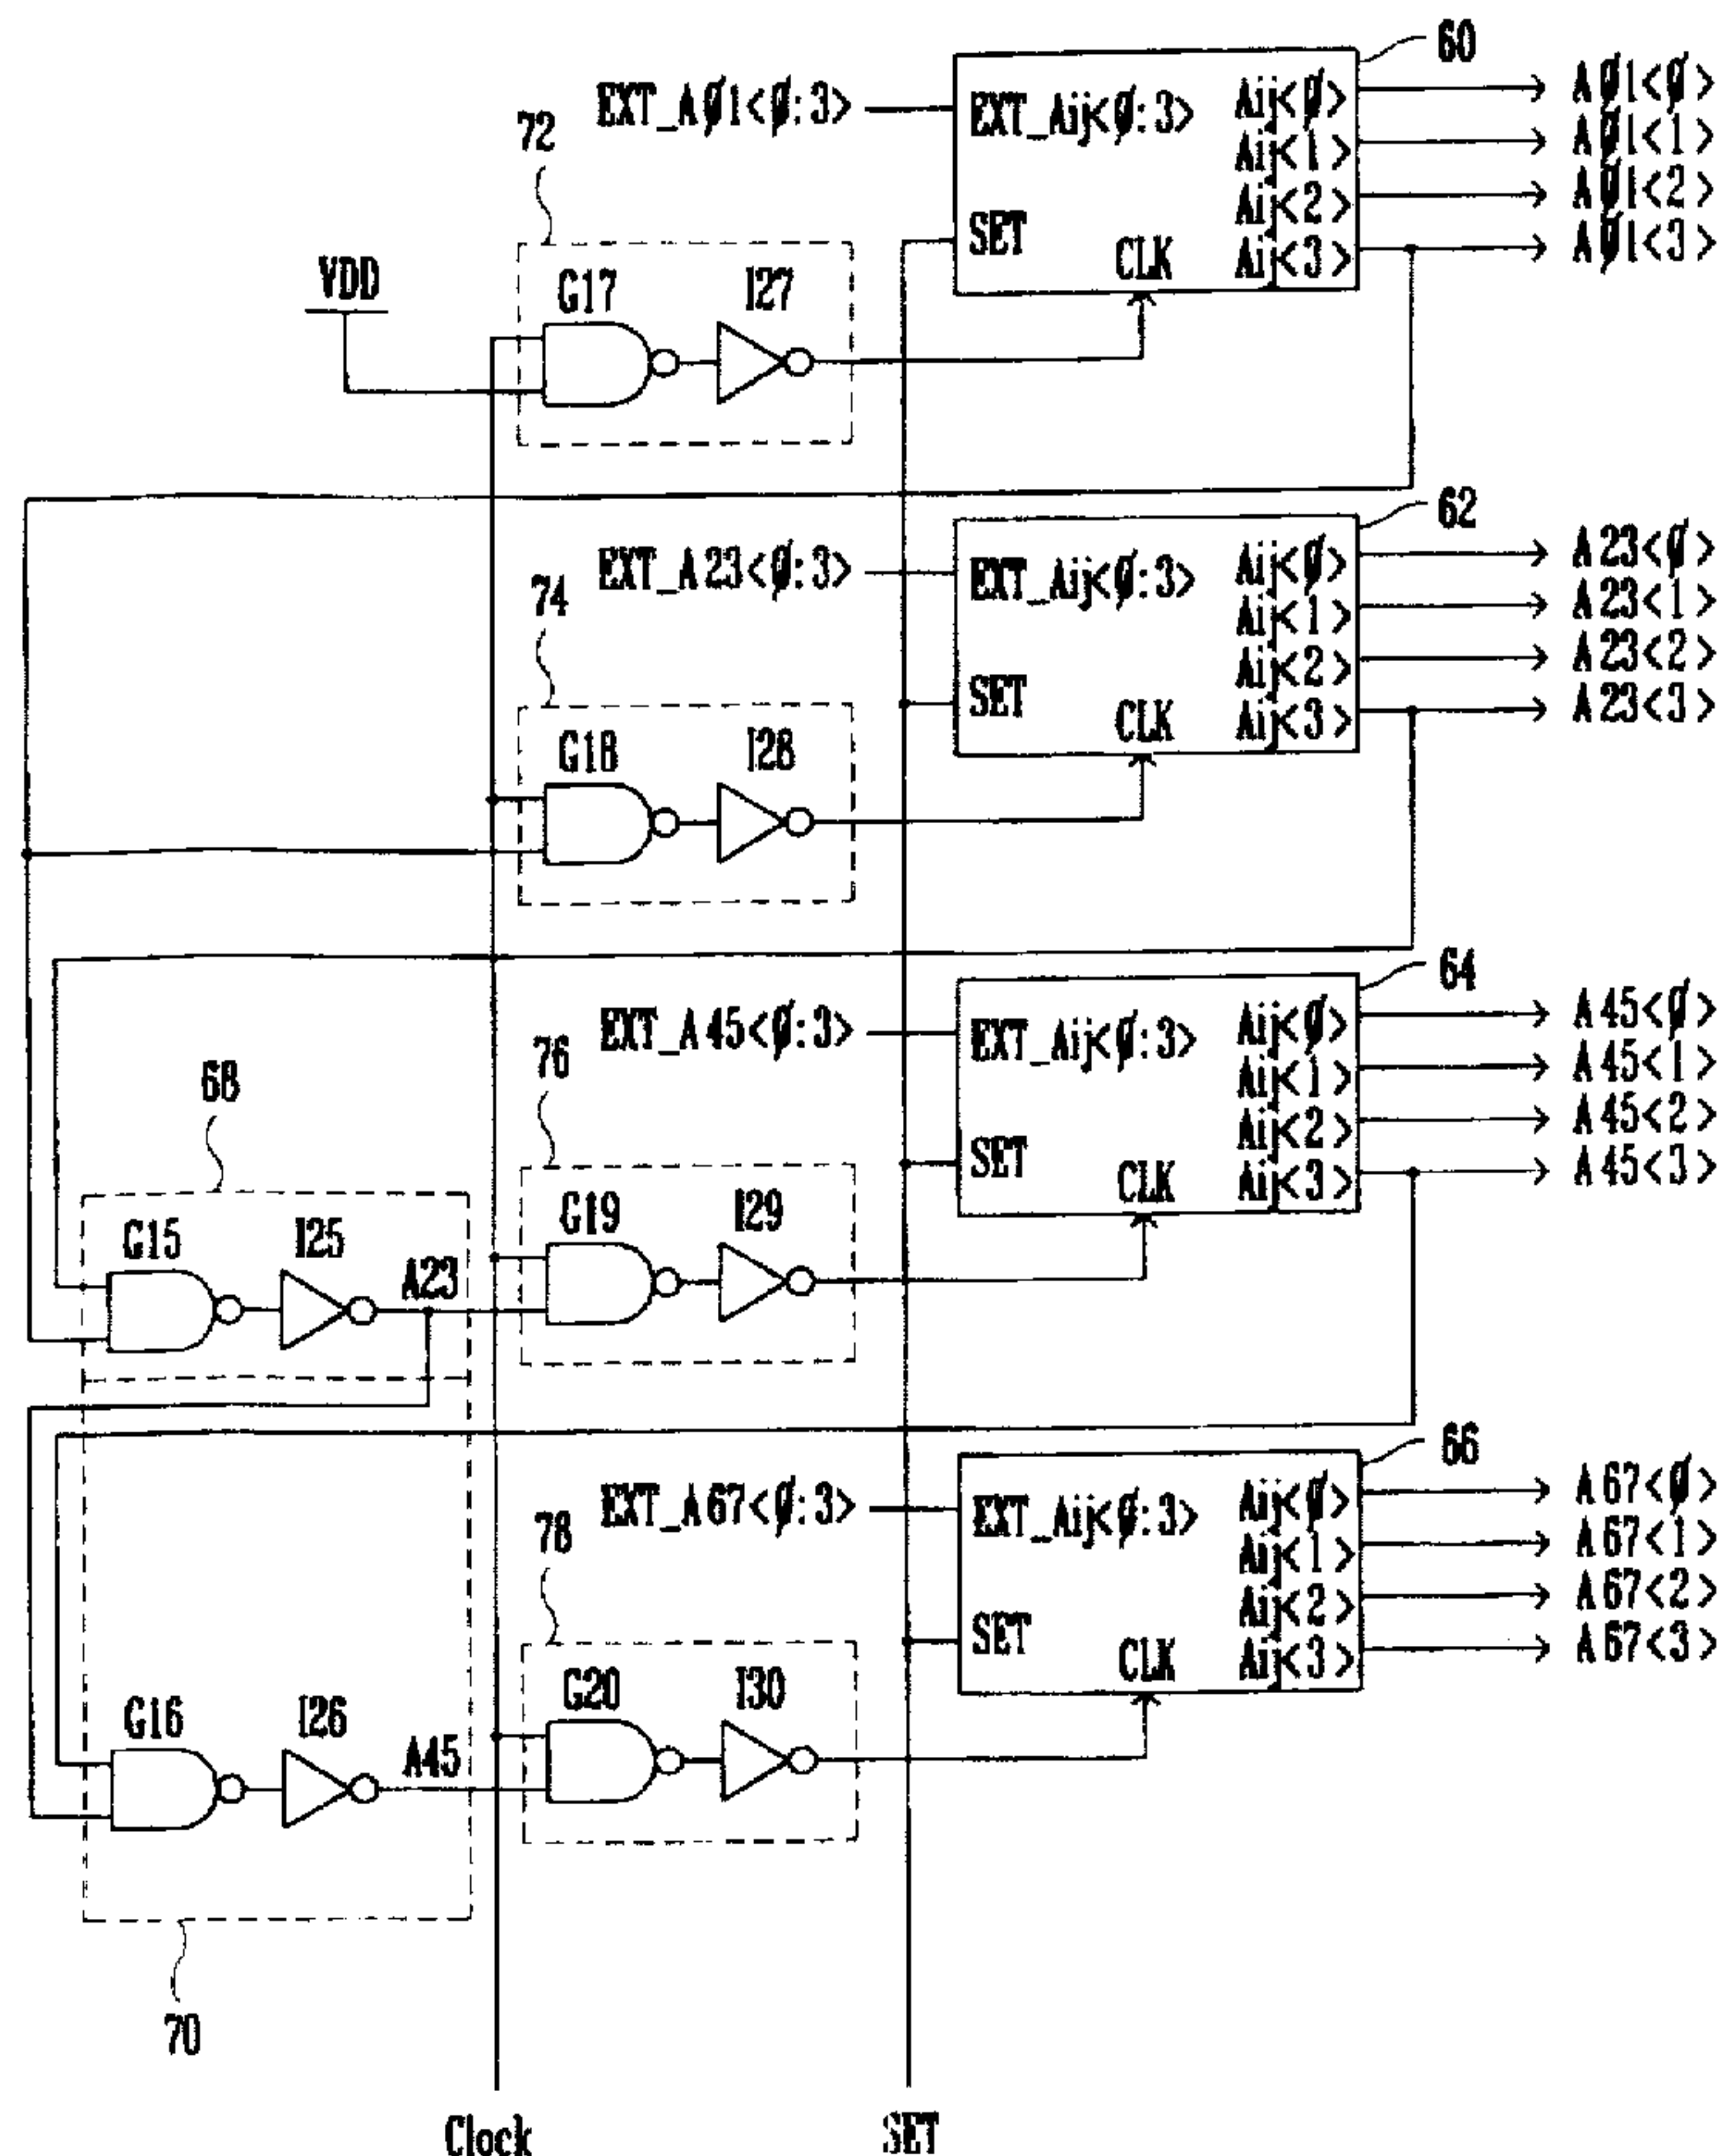 60
EXT_AØ1<Ø:3>
EXT_Aij<Ø:3>
Aij<Ø>
Aij<1>
Aij<2>
Aij<3>
SET
CLK
AØ1<Ø>
AØ1<1>
AØ1<2>
AØ1<3>
72
VDD
G17
I27
62
EXT_A23<Ø:3>
EXT_Aij<Ø:3>
Aij<Ø>
Aij<1>
Aij<2>
Aij<3>
SET
CLK
A23<Ø>
A23<1>
A23<2>
A23<3>
74
G18
I28
64
EXT_A45<Ø:3>
EXT_Aij<Ø:3>
Aij<Ø>
Aij<1>
Aij<2>
Aij<3>
SET
CLK
A45<Ø>
A45<1>
A45<2>
A45<3>
68
76
G15
I25
A23
G19
I29
66
EXT_A67<Ø:3>
EXT_Aij<Ø:3>
Aij<Ø>
Aij<1>
Aij<2>
Aij<3>
SET
CLK
A67<Ø>
A67<1>
A67<2>
A67<3>
78
G16
I26
A45
G20
I30
70
Clock
SET